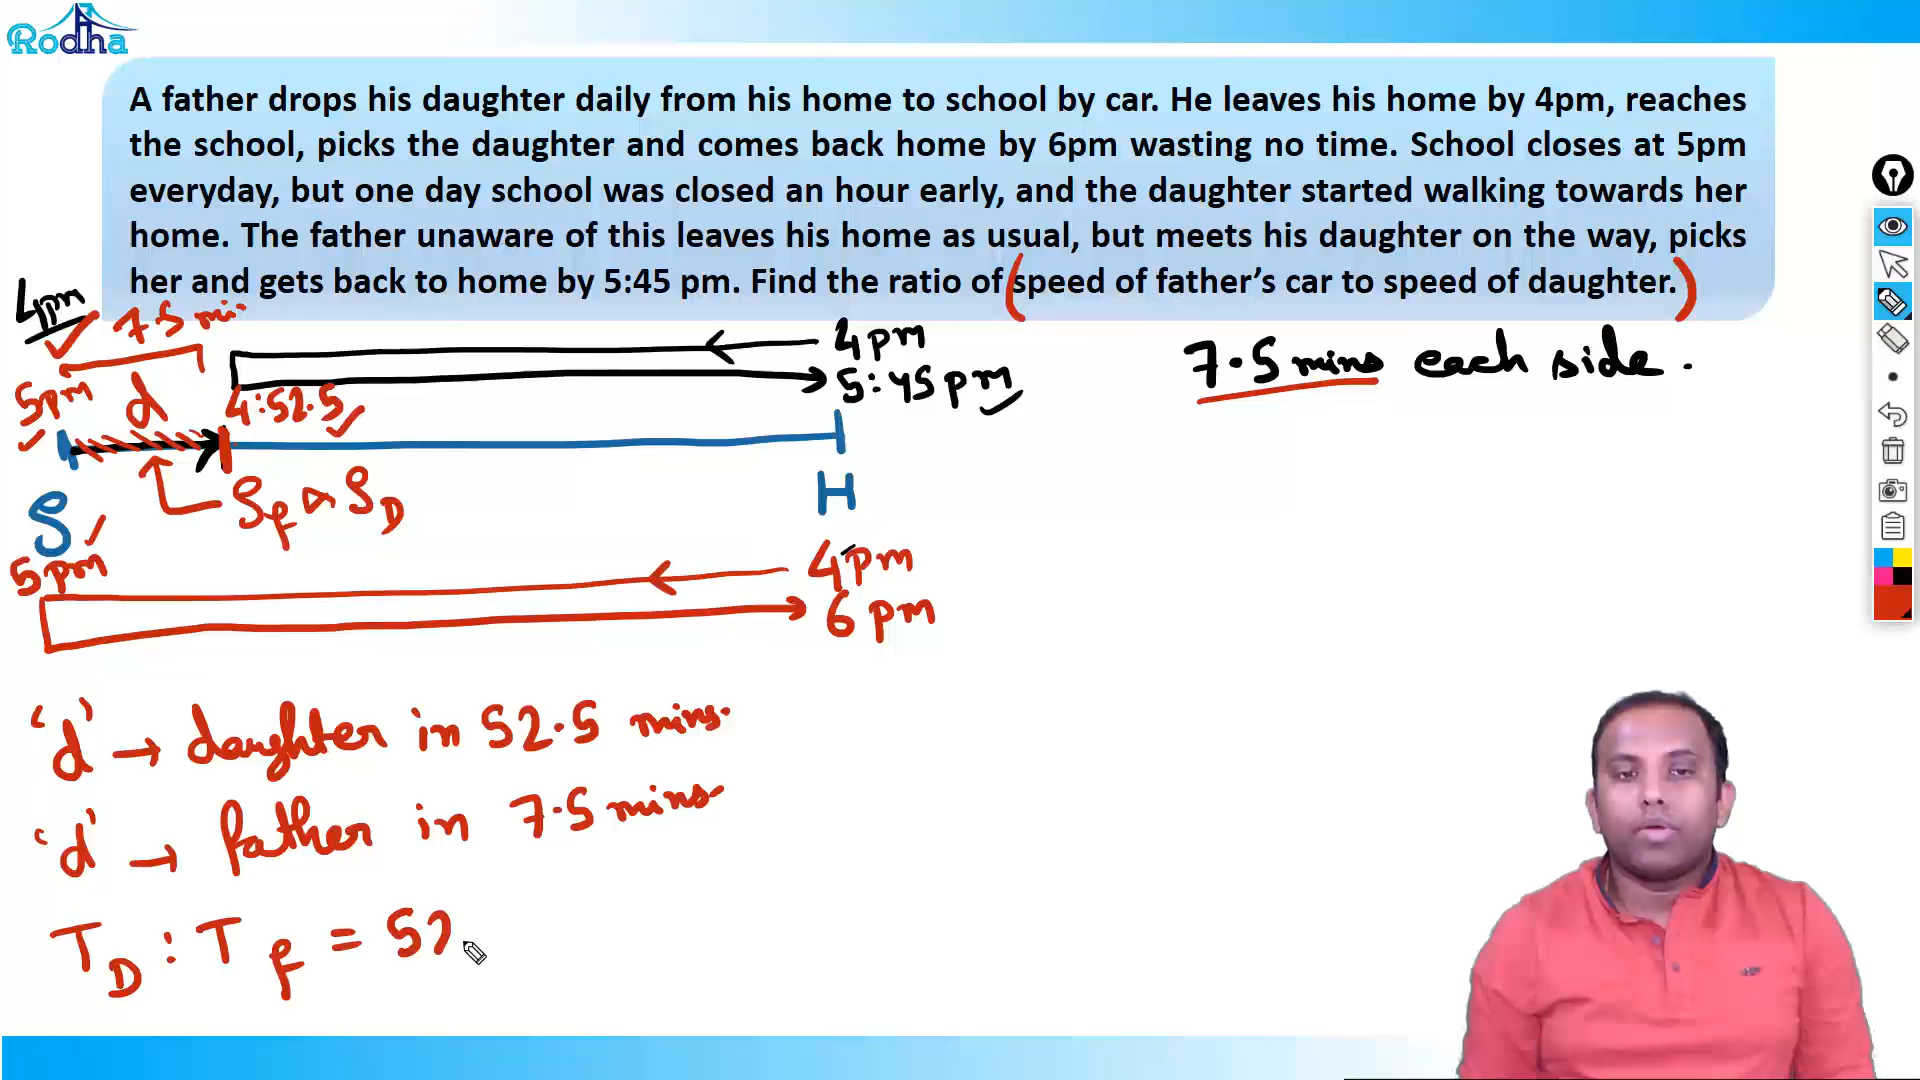 Rodha
A father drops his daughter daily from his home to school by car. He leaves his home by 4pm, reaches
the school, picks the daughter and comes back home by 6pm wasting no time. School closes at 5pm
everyday, but one day school was closed an hour early, and the daughter started walking towards her
home. The father unaware of this leaves his home as usual, but meets his daughter on the way, picks
her and gets back to home by 5:45 pm. Find the ratio of (speed of father's car to speed of daughter.)
4pm
7.5 min
4pm
5:45pm
7.5 mins each side.
5pm
d
4:52.5
S
H
5pm
4pm
6pm
'd' → daughter in 52.5 mins.
'd' → father in 7.5 mins.
T_D : T_f = 52